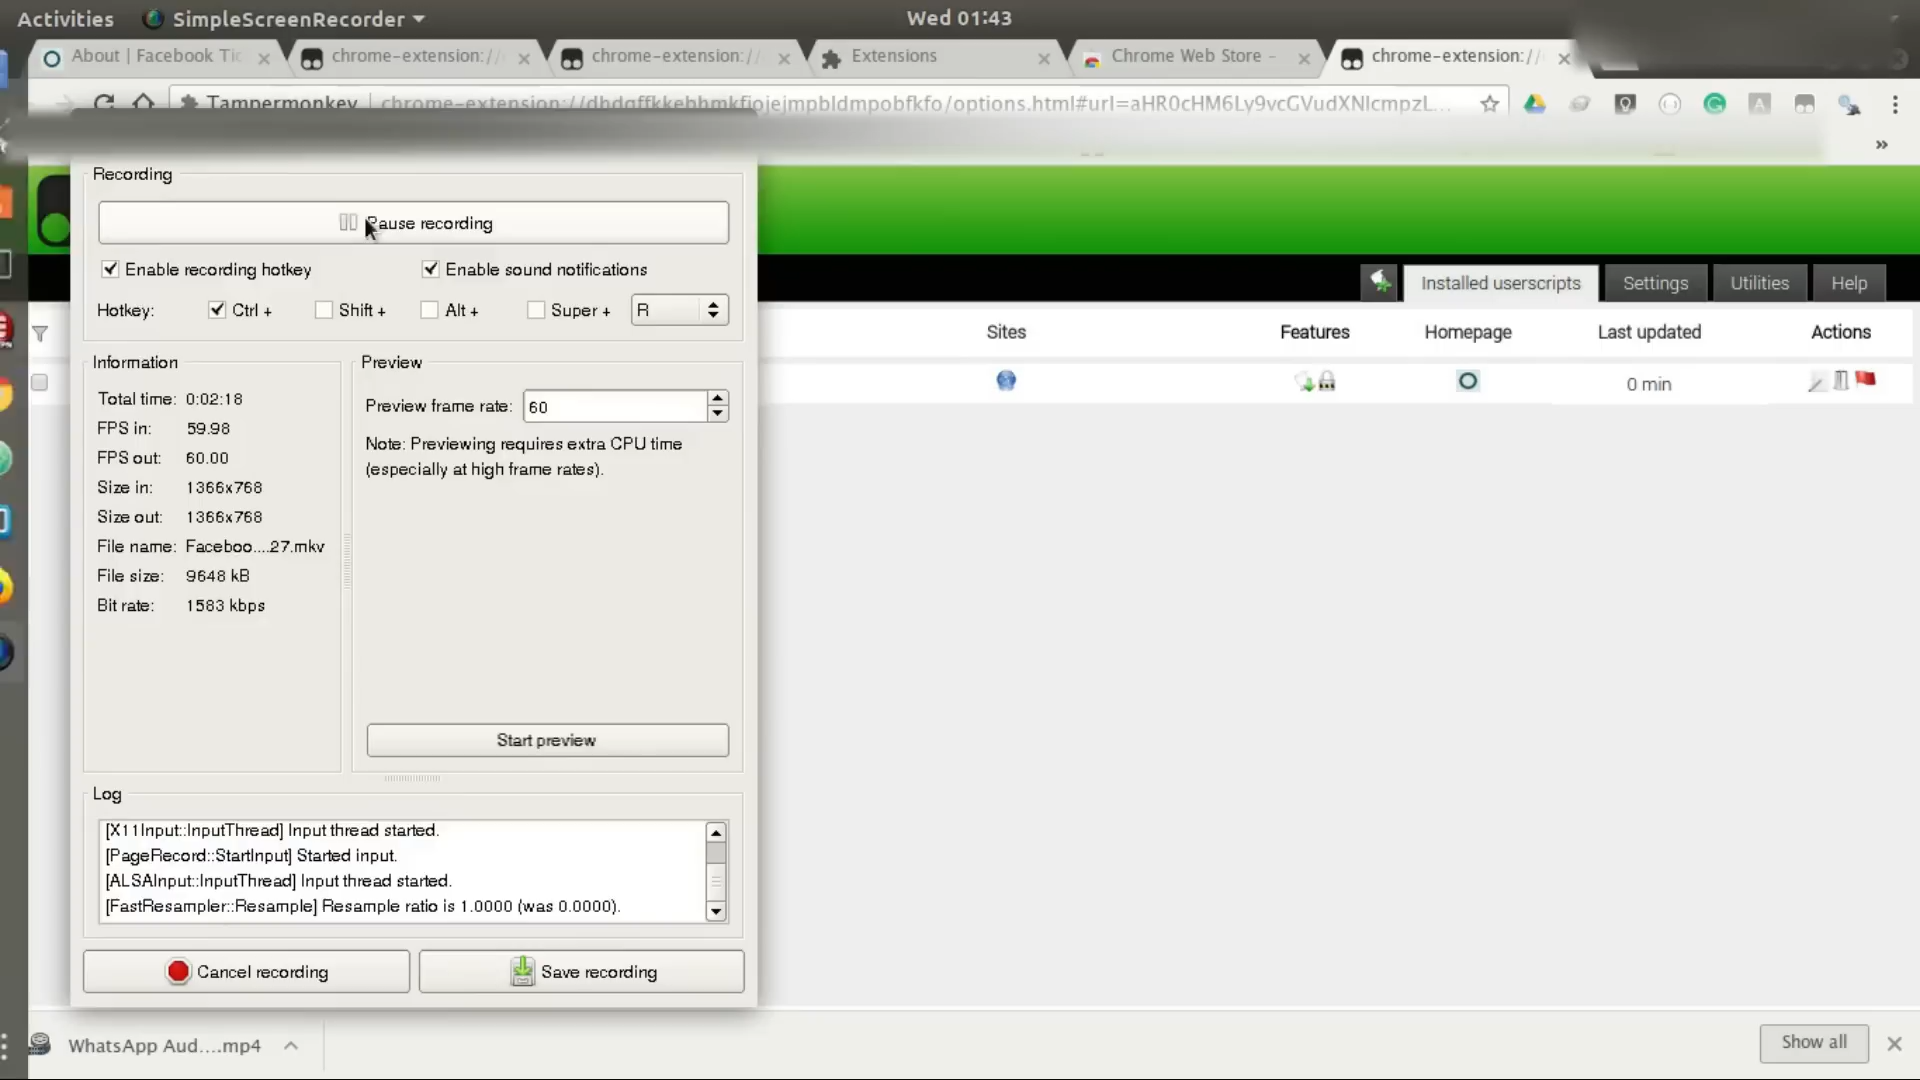 Activities SimpleScreenRecorder Wed 01:43
About | Facebook Tic chrome-extension:// chrome-extension:// Extensions Chrome Web Store - chrome-extension://
Tampermonkey chrome-extension://dhdgffkkebhmkfjojejmpbldmpobfkfo/options.html#url=aHR0cHM6Ly9vcGVudXNlcmpzL...
»
Recording
Pause recording
Enable recording hotkey Enable sound notifications
Hotkey: Ctrl + Shift + Alt + Super + R
Installed userscripts Settings Utilities Help
Sites Features Homepage Last updated Actions
0 min
Information
Total time: 0:02:18
FPS in: 59.98
FPS out: 60.00
Size in: 1366x768
Size out: 1366x768
File name: Faceboo....27.mkv
File size: 9648 kB
Bit rate: 1583 kbps
Preview
Preview frame rate: 60
Note: Previewing requires extra CPU time
(especially at high frame rates).
Start preview
Log
[X11Input::InputThread] Input thread started.
[PageRecord::StartInput] Started input.
[ALSAInput::InputThread] Input thread started.
[FastResampler::Resample] Resample ratio is 1.0000 (was 0.0000).
Cancel recording Save recording
WhatsApp Aud....mp4 Show all